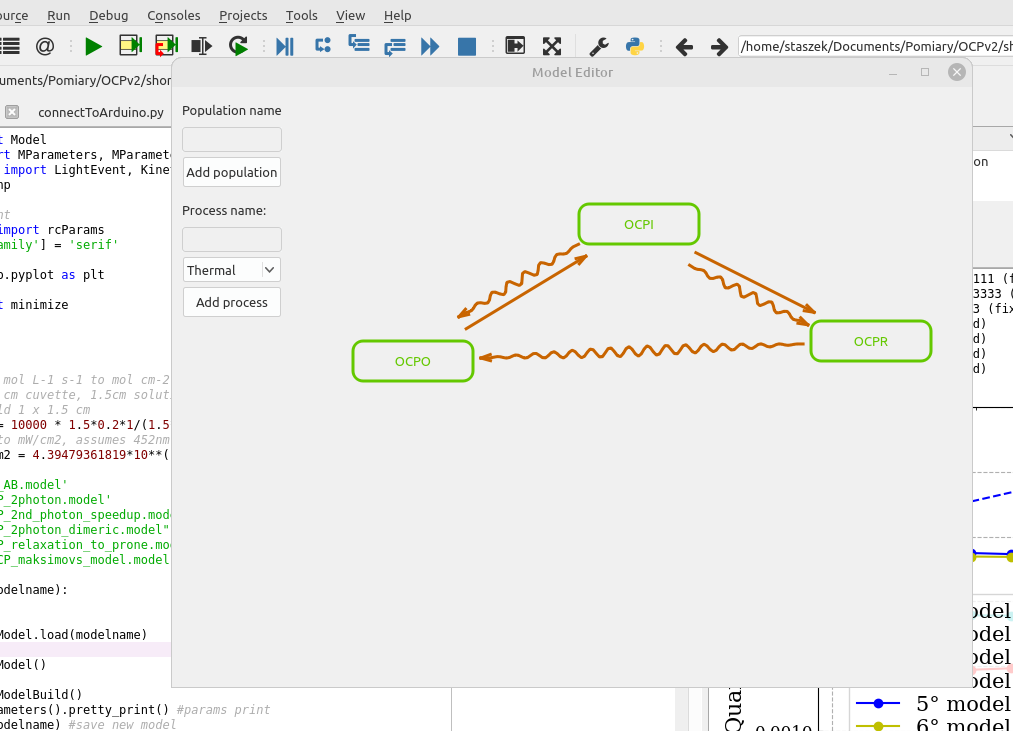 ource Run Debug Consoles Projects Tools View Help
/home/staszek/Documents/Pomiary/OCPv2/sh
uments/Pomiary/OCPv2/shor
Model Editor
connectToArduino.py
Population name
Add population
Process name:
Thermal
Add process
OCPI
OCPO
OCPR
t Model
rt MParameters, MParamet
import LightEvent, Kine
np
nt
import rcParams
amily'] = 'serif'
b.pyplot as plt
t minimize
mol L-1 s-1 to mol cm-2
cm cuvette, 1.5cm solut
ld 1 x 1.5 cm
= 10000 * 1.5*0.2*1/(1.5
to mW/cm2, assumes 452nm
m2 = 4.39479361819*10**(
_AB.model'
P_2photon.model'
P_2nd_photon_speedup.mode
P_2photon_dimeric.model"
P_relaxation_to_prone.mo
CP_maksimovs_model.model
odelname):
Model.load(modelname)
Model()
ModelBuild()
ameters().pretty_print() #params print
odelname) #save new model
on
111 (f
3333 (
3 (fix
d)
d)
d)
d)
odel
odel
odel
odel
5° model
6° model
Qua
0.0010